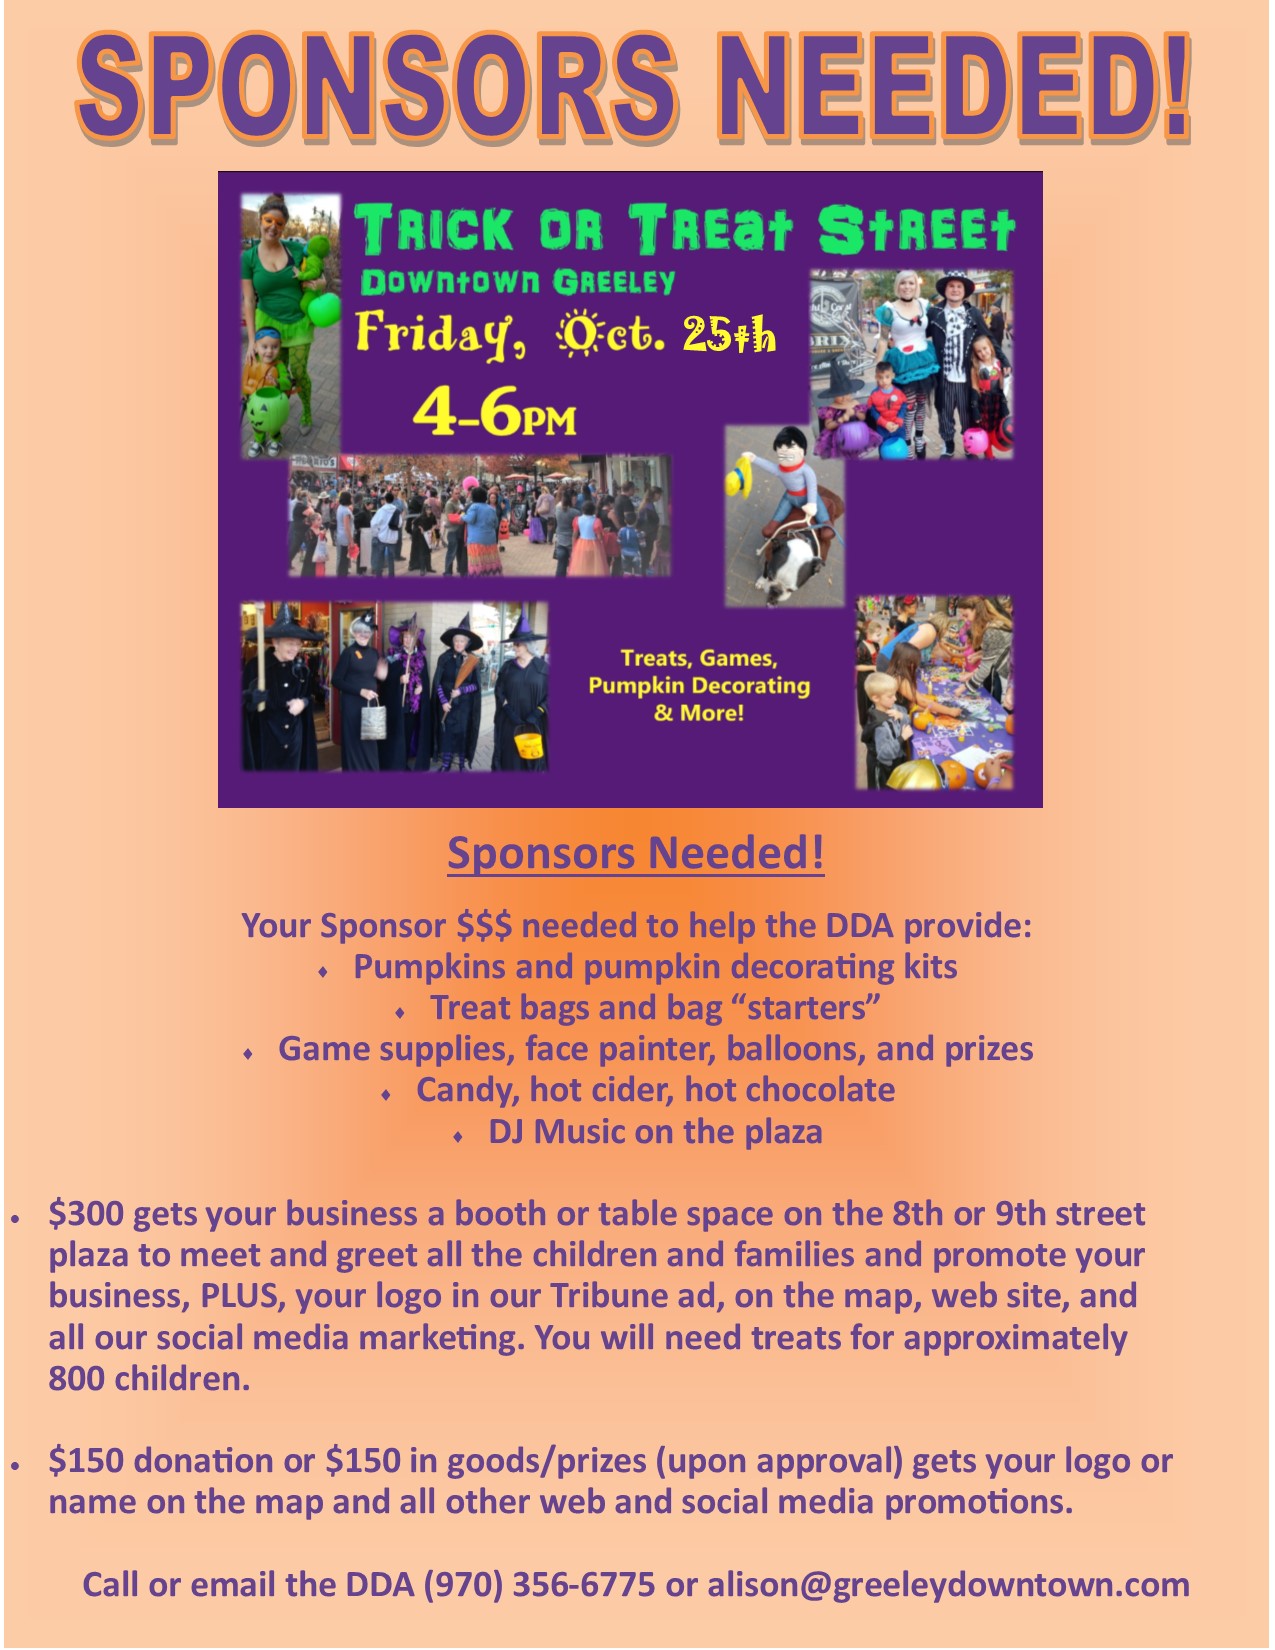 SPONSORS NEEDED!
Trick or Treat Street
Downtown Greeley
Friday, Oct. 25th
4-6PM
Treats, Games,
Pumpkin Decorating
& More!
Sponsors Needed!
Your Sponsor $$$ needed to help the DDA provide:
♦ Pumpkins and pumpkin decorating kits
♦ Treat bags and bag “starters”
♦ Game supplies, face painter, balloons, and prizes
♦ Candy, hot cider, hot chocolate
♦ DJ Music on the plaza
• $300 gets your business a booth or table space on the 8th or 9th street
plaza to meet and greet all the children and families and promote your
business, PLUS, your logo in our Tribune ad, on the map, web site, and
all our social media marketing. You will need treats for approximately
800 children.
• $150 donation or $150 in goods/prizes (upon approval) gets your logo or
name on the map and all other web and social media promotions.
Call or email the DDA (970) 356-6775 or alison@greeleydowntown.com